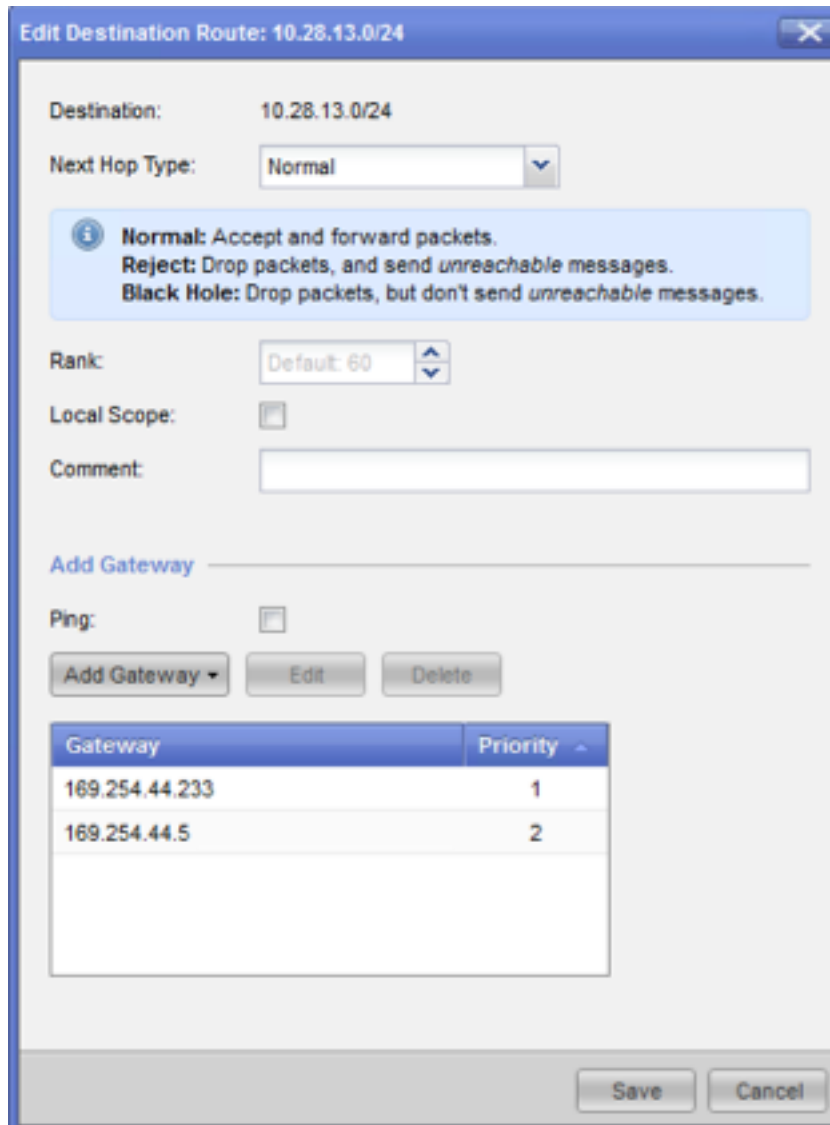 Edit Destination Route: 10.28.13.0/24
Destination: 10.28.13.0/24
Next Hop Type: Normal
Normal: Accept and forward packets.
Reject: Drop packets, and send unreachable messages.
Black Hole: Drop packets, but don't send unreachable messages.
Rank: Default: 60
Local Scope:
Comment:
Add Gateway
Ping:
Add Gateway Edit Delete
Gateway Priority
169.254.44.233 1
169.254.44.5 2
Save Cancel